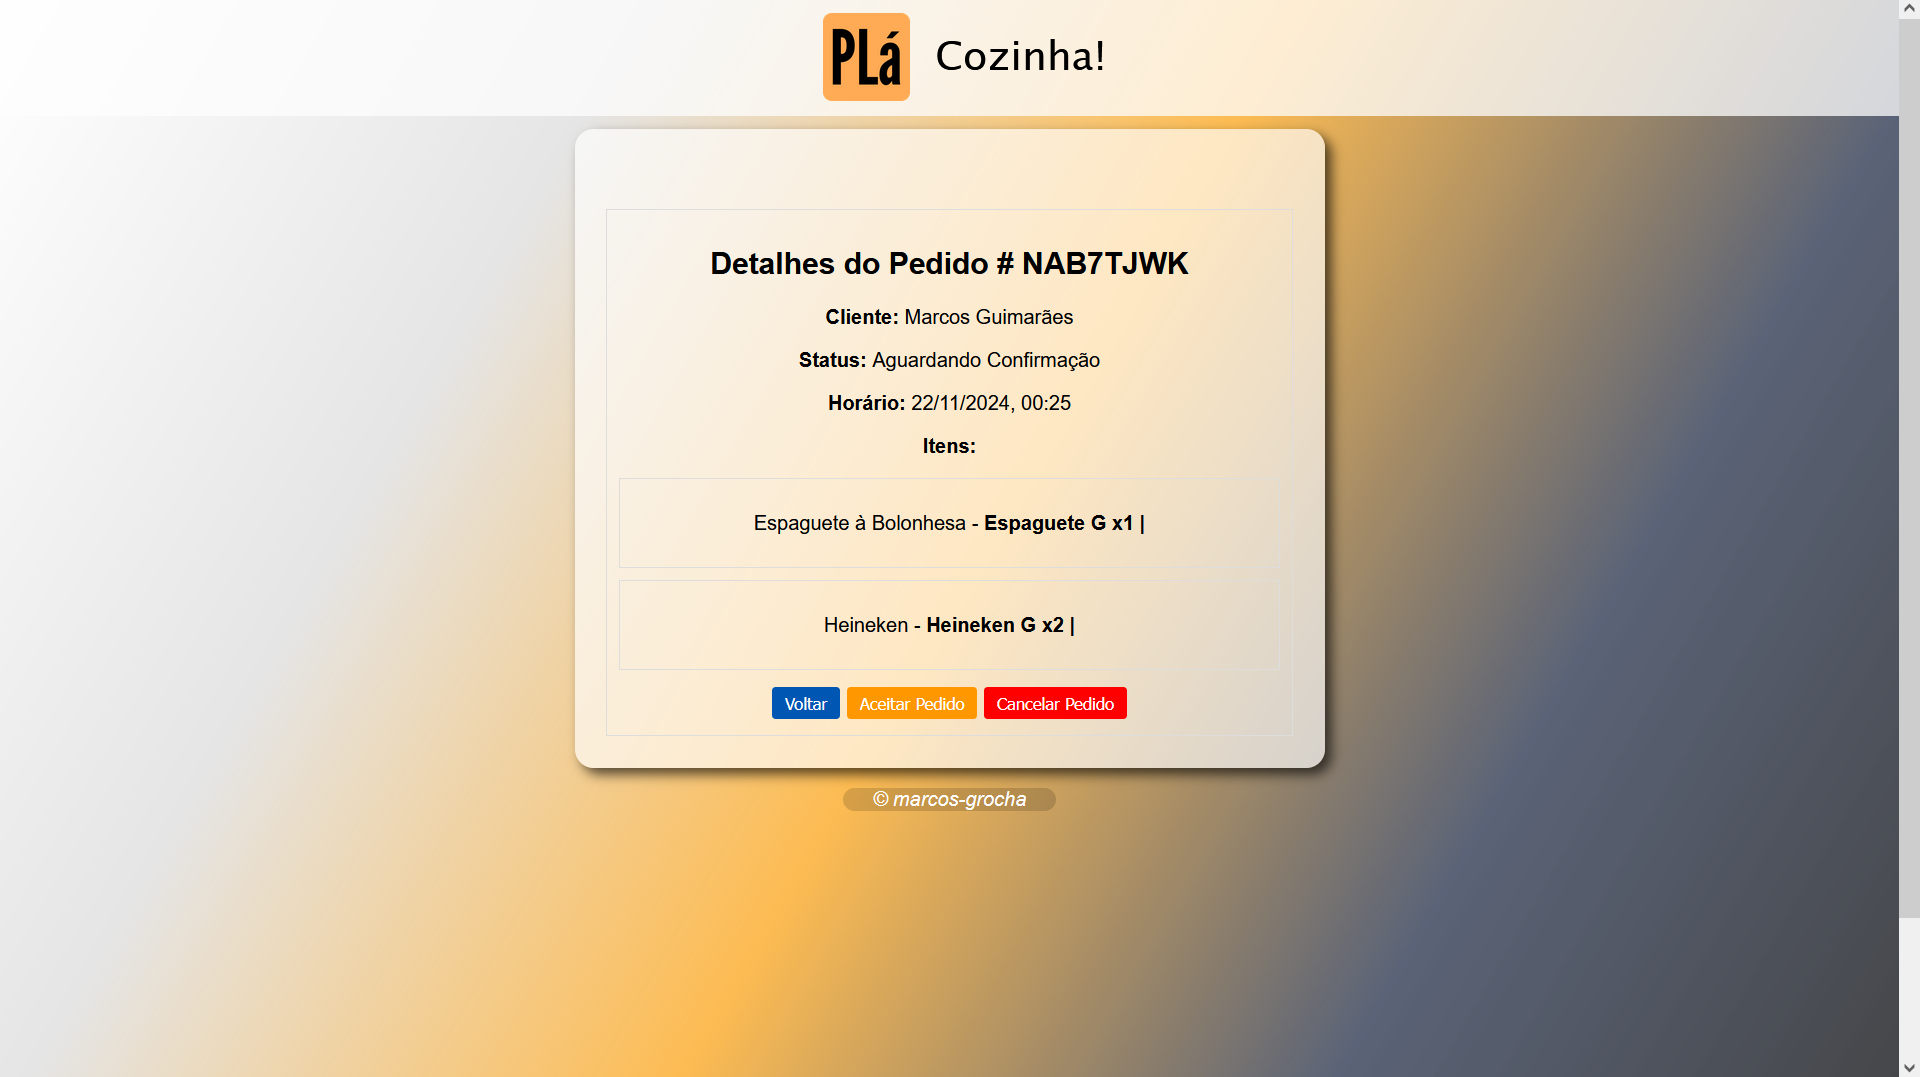 PLá Cozinha!
Detalhes do Pedido # NAB7TJWK
Cliente: Marcos Guimarães
Status: Aguardando Confirmação
Horário: 22/11/2024, 00:25
Itens:
Espaguete à Bolonhesa - Espaguete G x1 |
Heineken - Heineken G x2 |
Voltar Aceitar Pedido Cancelar Pedido
© marcos-grocha